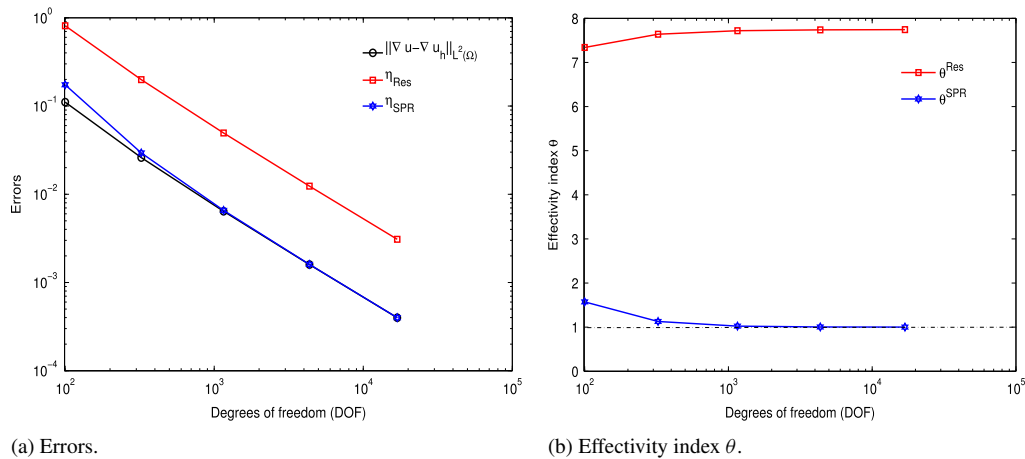 10^0
10^-1
10^-2
10^-3
10^-4
Errors
||∇ u−∇ u_h||_L^2(Ω)
η_Res
η_SPR
10^2 10^3 10^4 10^5
Degrees of freedom (DOF)
(a) Errors.
8
7
6
5
4
3
2
1
0
Effectivity index θ
θ^Res
θ^SPR
10^2 10^3 10^4 10^5
Degrees of freedom (DOF)
(b) Effectivity index θ.